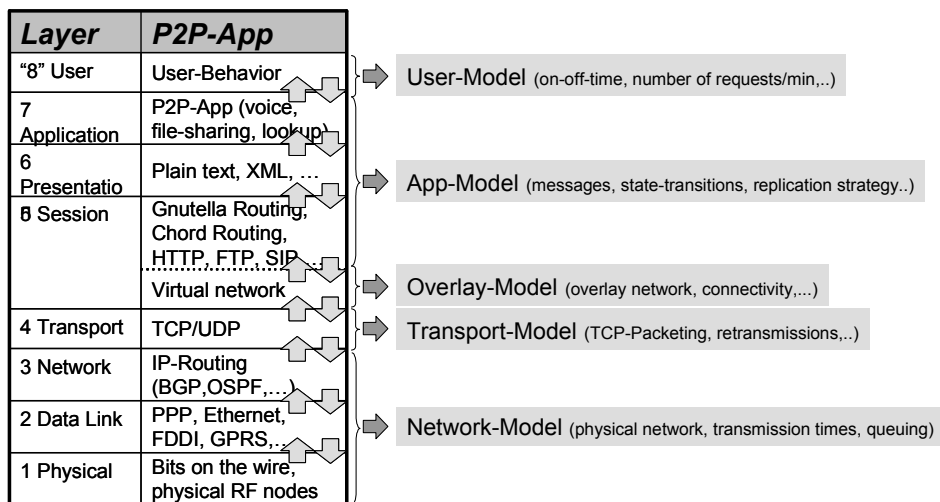 Layer P2P-App
"8" User User-Behavior
User-Model (on-off-time, number of requests/min,..)
7
Application
P2P-App (voice,
file-sharing, lookup)
6
Presentatio
Plain text, XML, …
App-Model (messages, state-transitions, replication strategy..)
Session
Gnutella Routing,
Chord Routing,
HTTP, FTP, SIP…
Virtual network
Overlay-Model (overlay network, connectivity,...)
4 Transport TCP/UDP
Transport-Model (TCP-Packeting, retransmissions,..)
3 Network
IP-Routing
(BGP,OSPF,…)
2 Data Link
PPP, Ethernet,
FDDI, GPRS,..
Network-Model (physical network, transmission times, queuing)
1 Physical
Bits on the wire,
physical RF nodes